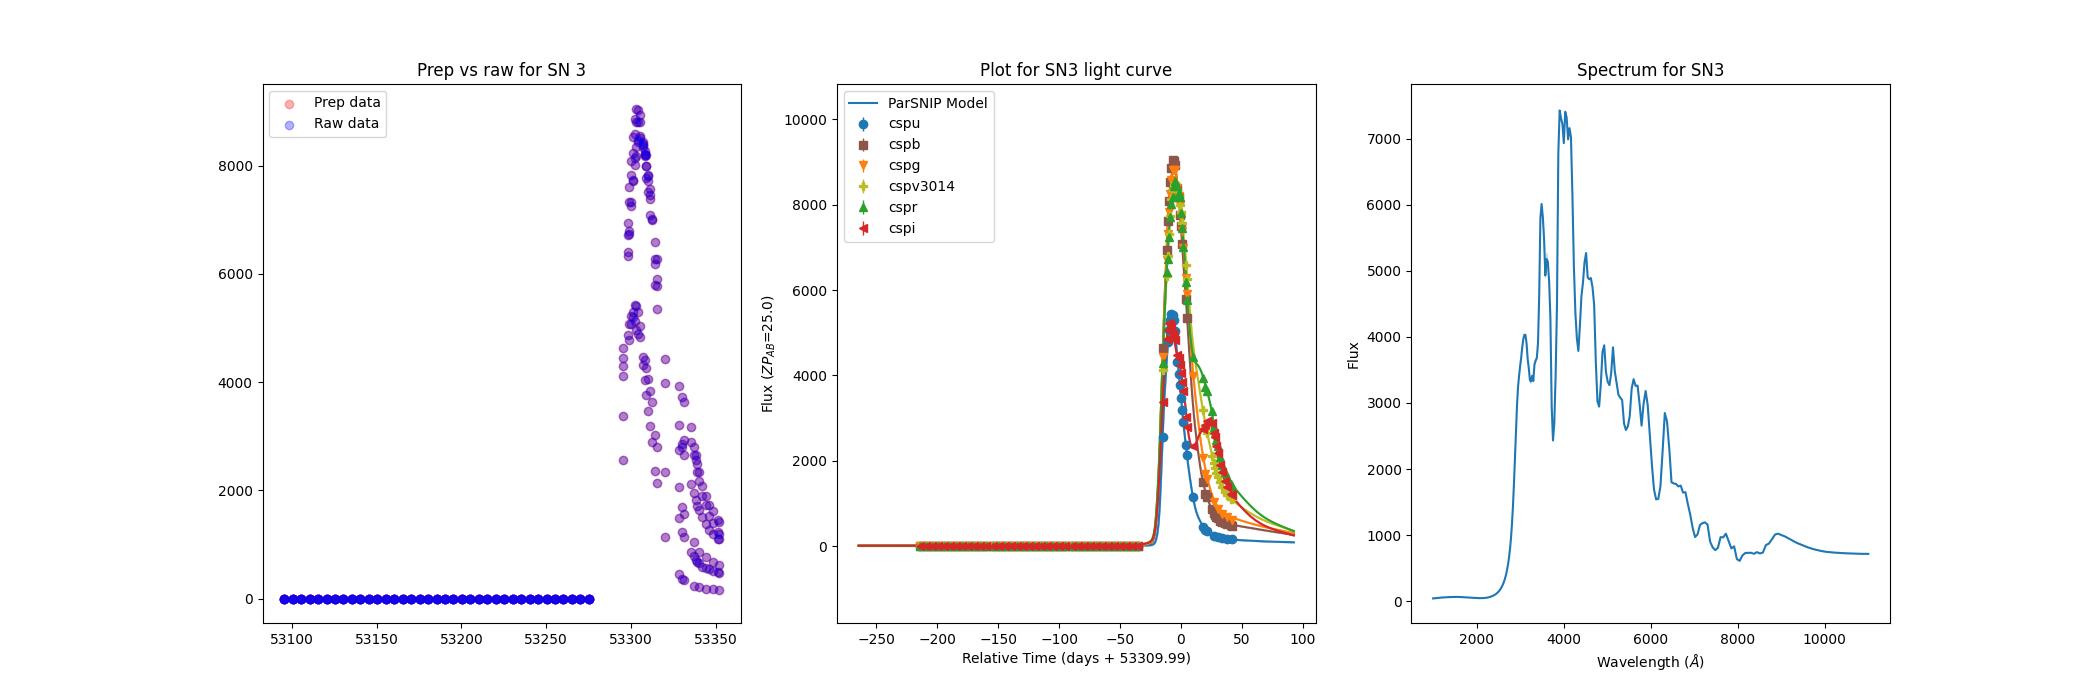 Prep vs raw for SN 3
Prep data
Raw data
8000
6000
4000
2000
0
53100
53150
53200
53250
53300
53350
Plot for SN3 light curve
ParSNIP Model
cspu
cspb
cspg
cspv3014
cspr
cspi
Flux (ZP_AB=25.0)
10000
8000
6000
4000
2000
0
−250
−200
−150
−100
−50
0
50
100
Relative Time (days + 53309.99)
Spectrum for SN3
Flux
7000
6000
5000
4000
3000
2000
1000
0
2000
4000
6000
8000
10000
Wavelength (Å)